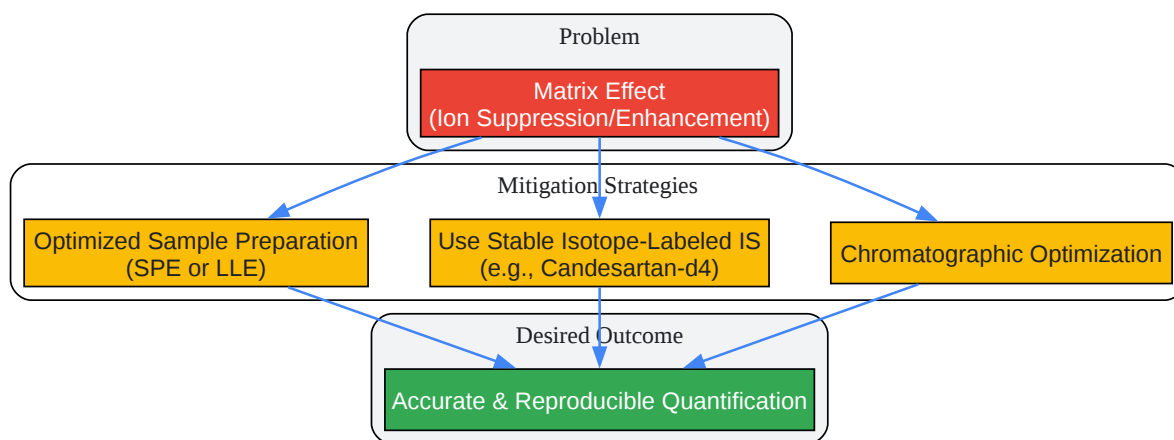 Problem
Matrix Effect
(Ion Suppression/Enhancement)
Mitigation Strategies
Optimized Sample Preparation
(SPE or LLE)
Use Stable Isotope-Labeled IS
(e.g., Candesartan-d4)
Chromatographic Optimization
Desired Outcome
Accurate & Reproducible Quantification